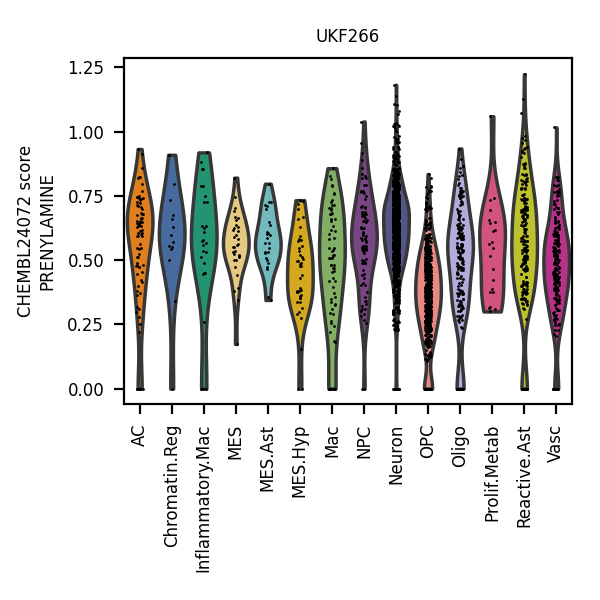 UKF266
CHEMBL24072 score
PRENYLAMINE
1.25
1.00
0.75
0.50
0.25
0.00
AC
Chromatin.Reg
Inflammatory.Mac
MES
MES.Ast
MES.Hyp
Mac
NPC
Neuron
OPC
Oligo
Prolif.Metab
Reactive.Ast
Vasc